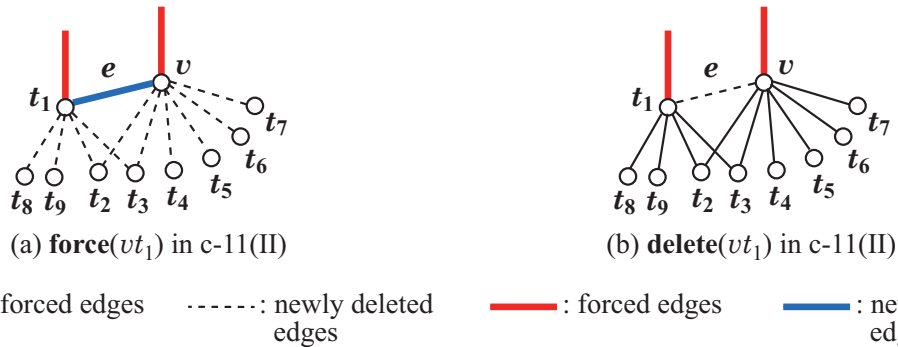 e v
t1
t7
t6
t5
t8 t9 t2 t3 t4
(a) force(vt1) in c-11(II)
e v
t1
t7
t6
t5
t8 t9 t2 t3 t4
(b) delete(vt1) in c-11(II)
forced edges : newly deleted edges : forced edges